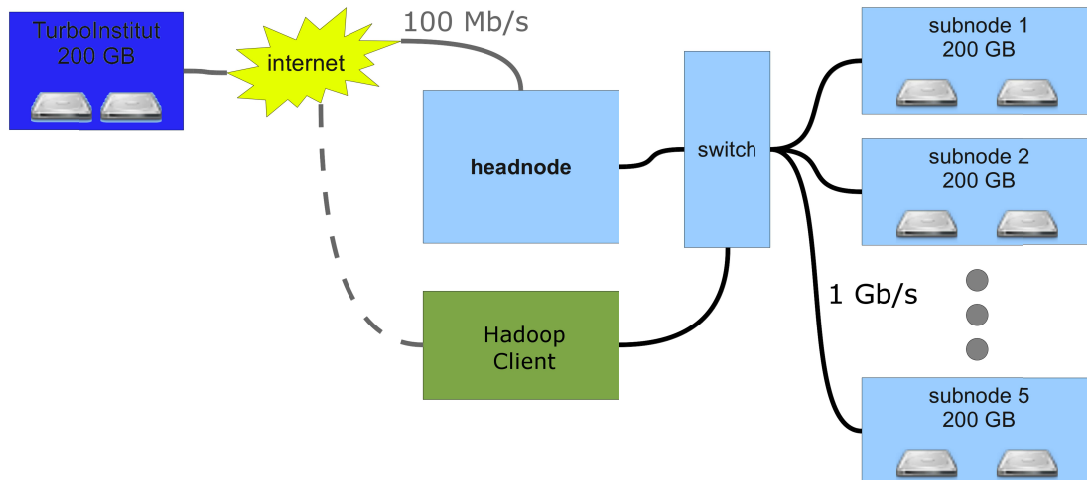 TurboInstitut
200 GB
internet
100 Mb/s
headnode
switch
Hadoop
Client
subnode 1
200 GB
subnode 2
200 GB
1 Gb/s
subnode 5
200 GB